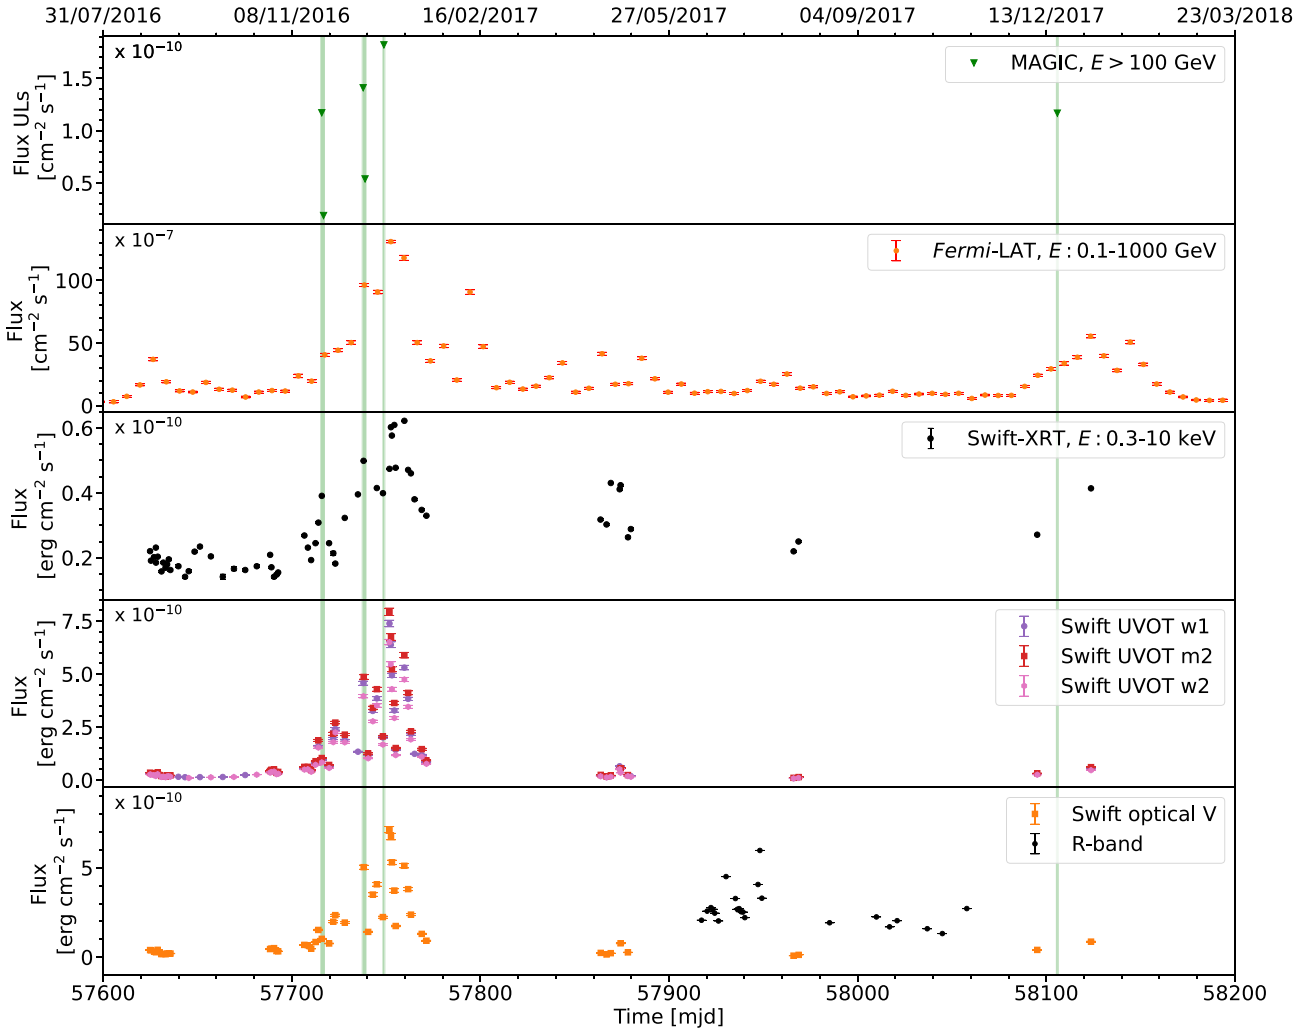 31/07/2016 08/11/2016 16/02/2017 27/05/2017 04/09/2017 13/12/2017 23/03/2018
x 10−10
MAGIC, E > 100 GeV
Flux ULs
[cm−2 s−1]
1.5
1.0
0.5
x 10−7
Fermi-LAT, E : 0.1-1000 GeV
Flux
[cm−2 s−1]
100
50
0
x 10−10
Swift-XRT, E : 0.3-10 keV
Flux
[erg cm−2 s−1]
0.6
0.4
0.2
x 10−10
Swift UVOT w1
Swift UVOT m2
Swift UVOT w2
Flux
[erg cm−2 s−1]
7.5
5.0
2.5
0.0
x 10−10
Swift optical V
R-band
Flux
[erg cm−2 s−1]
5
0
57600 57700 57800 57900 58000 58100 58200
Time [mjd]